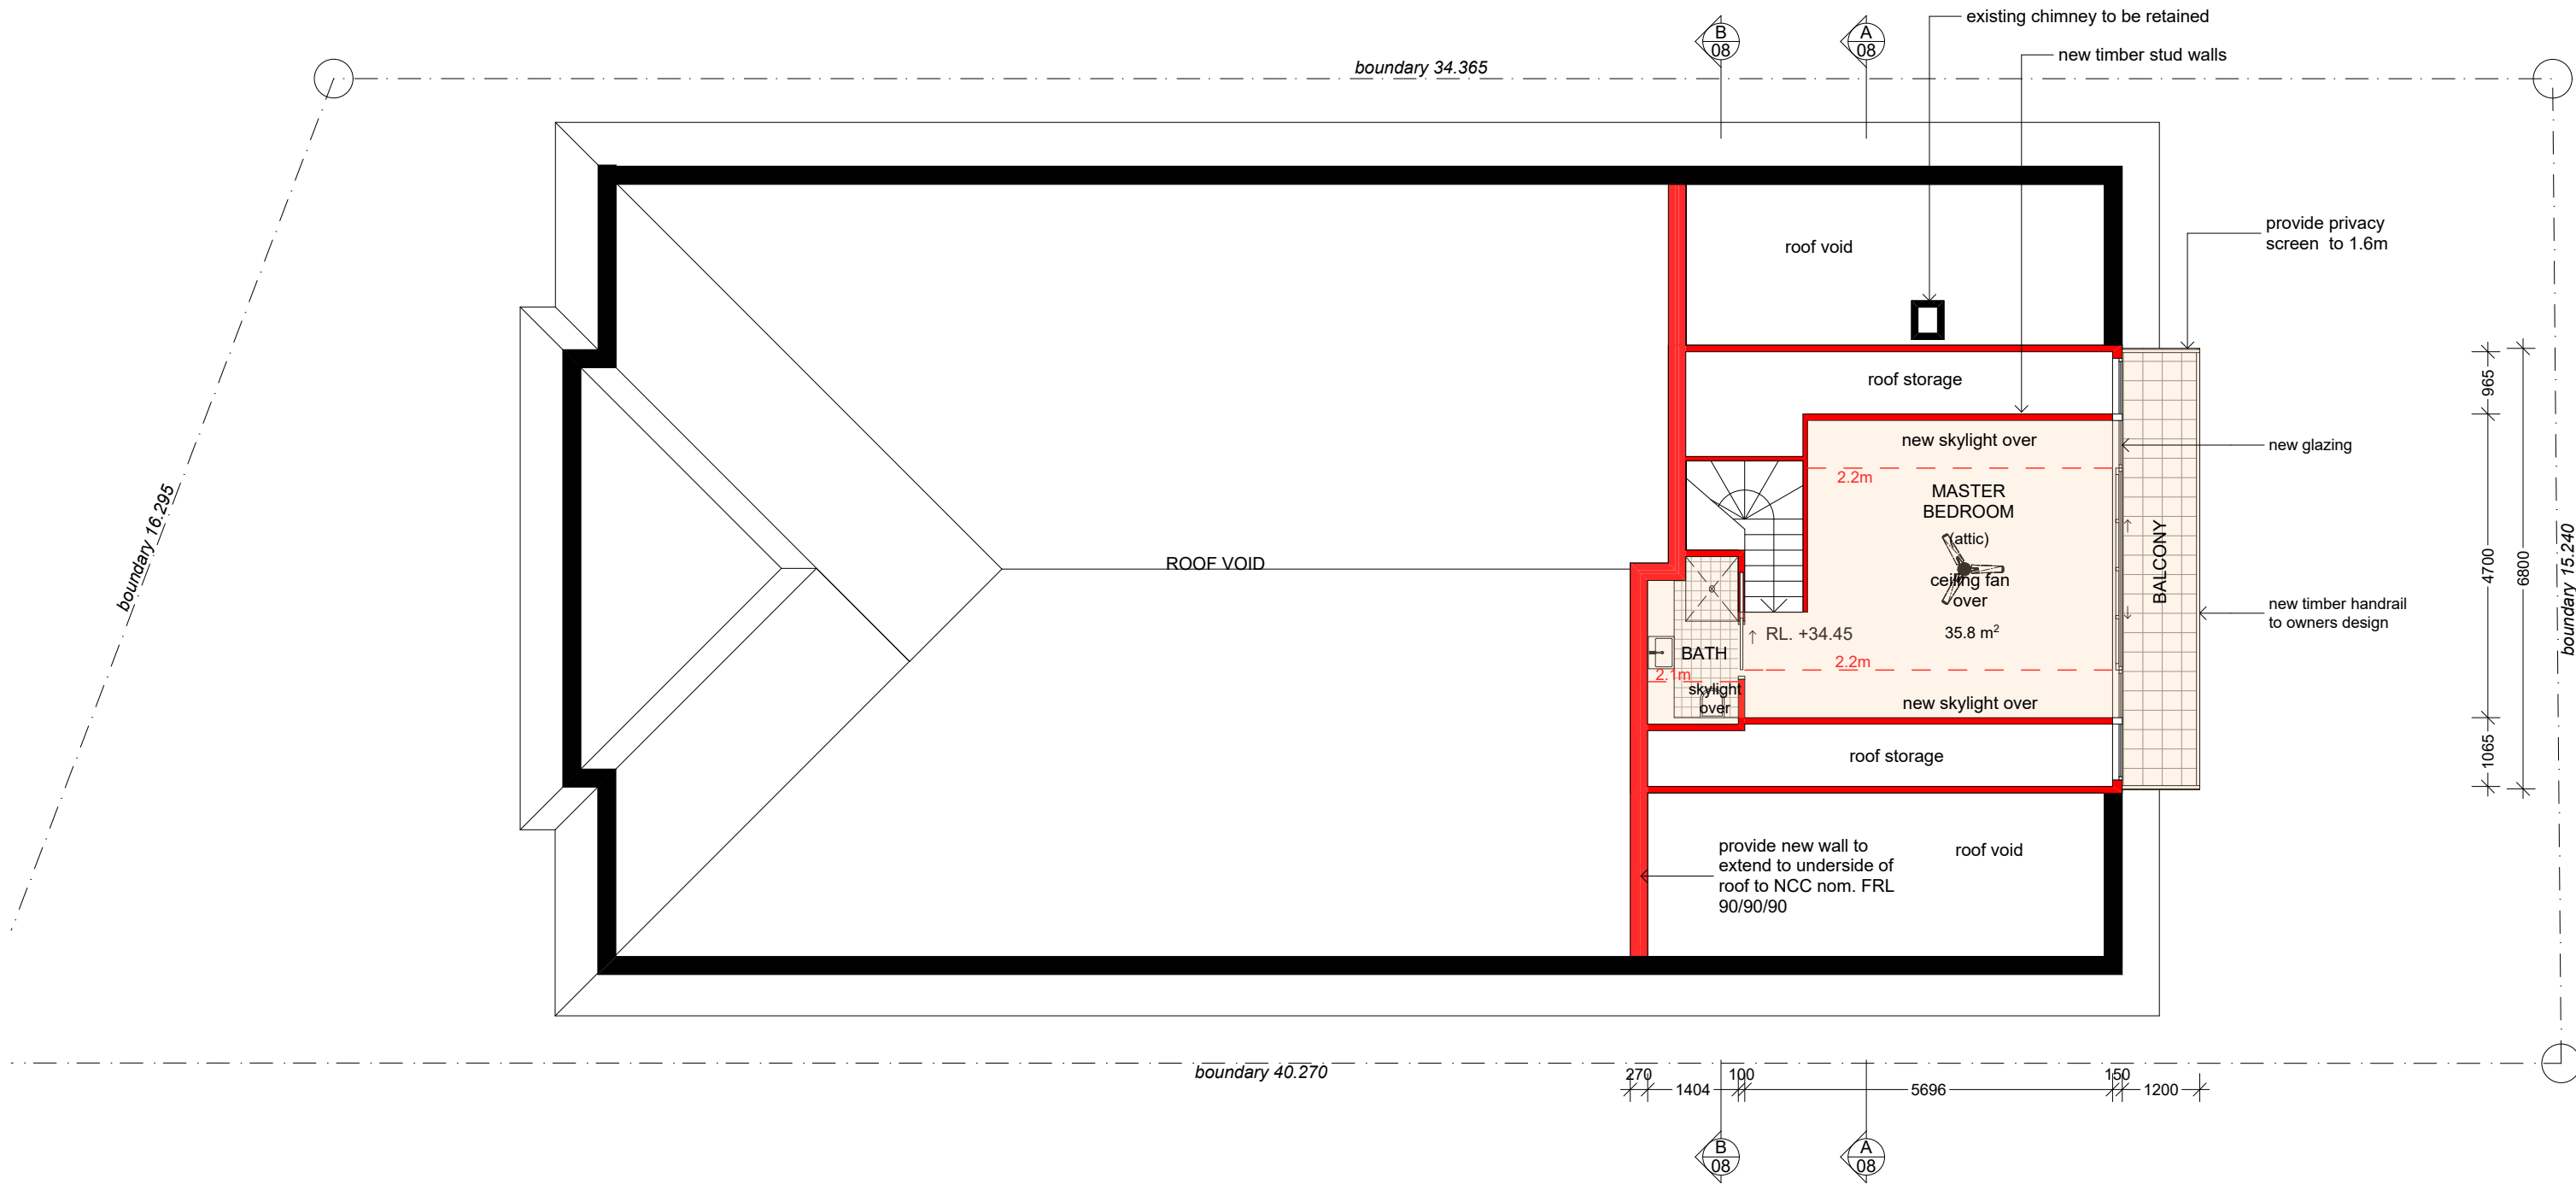 B
08
A
08
existing chimney to be retained
new timber stud walls
boundary 34.365
provide privacy
screen to 1.6m
roof void
roof storage
965
new skylight over
new glazing
2.2m
MASTER
BEDROOM
(attic)
ceiling fan
over
35.8 m2
BALCONY
4700
6800
boundary 15.240
boundary 16.295
ROOF VOID
new timber handrail
to owners design
RL. +34.45
BATH
2.2m
2.1m
skylight
over
new skylight over
roof storage
1065
provide new wall to
extend to underside of
roof to NCC nom. FRL
90/90/90
roof void
boundary 40.270
270
1404
100
5696
150
1200
B
08
A
08